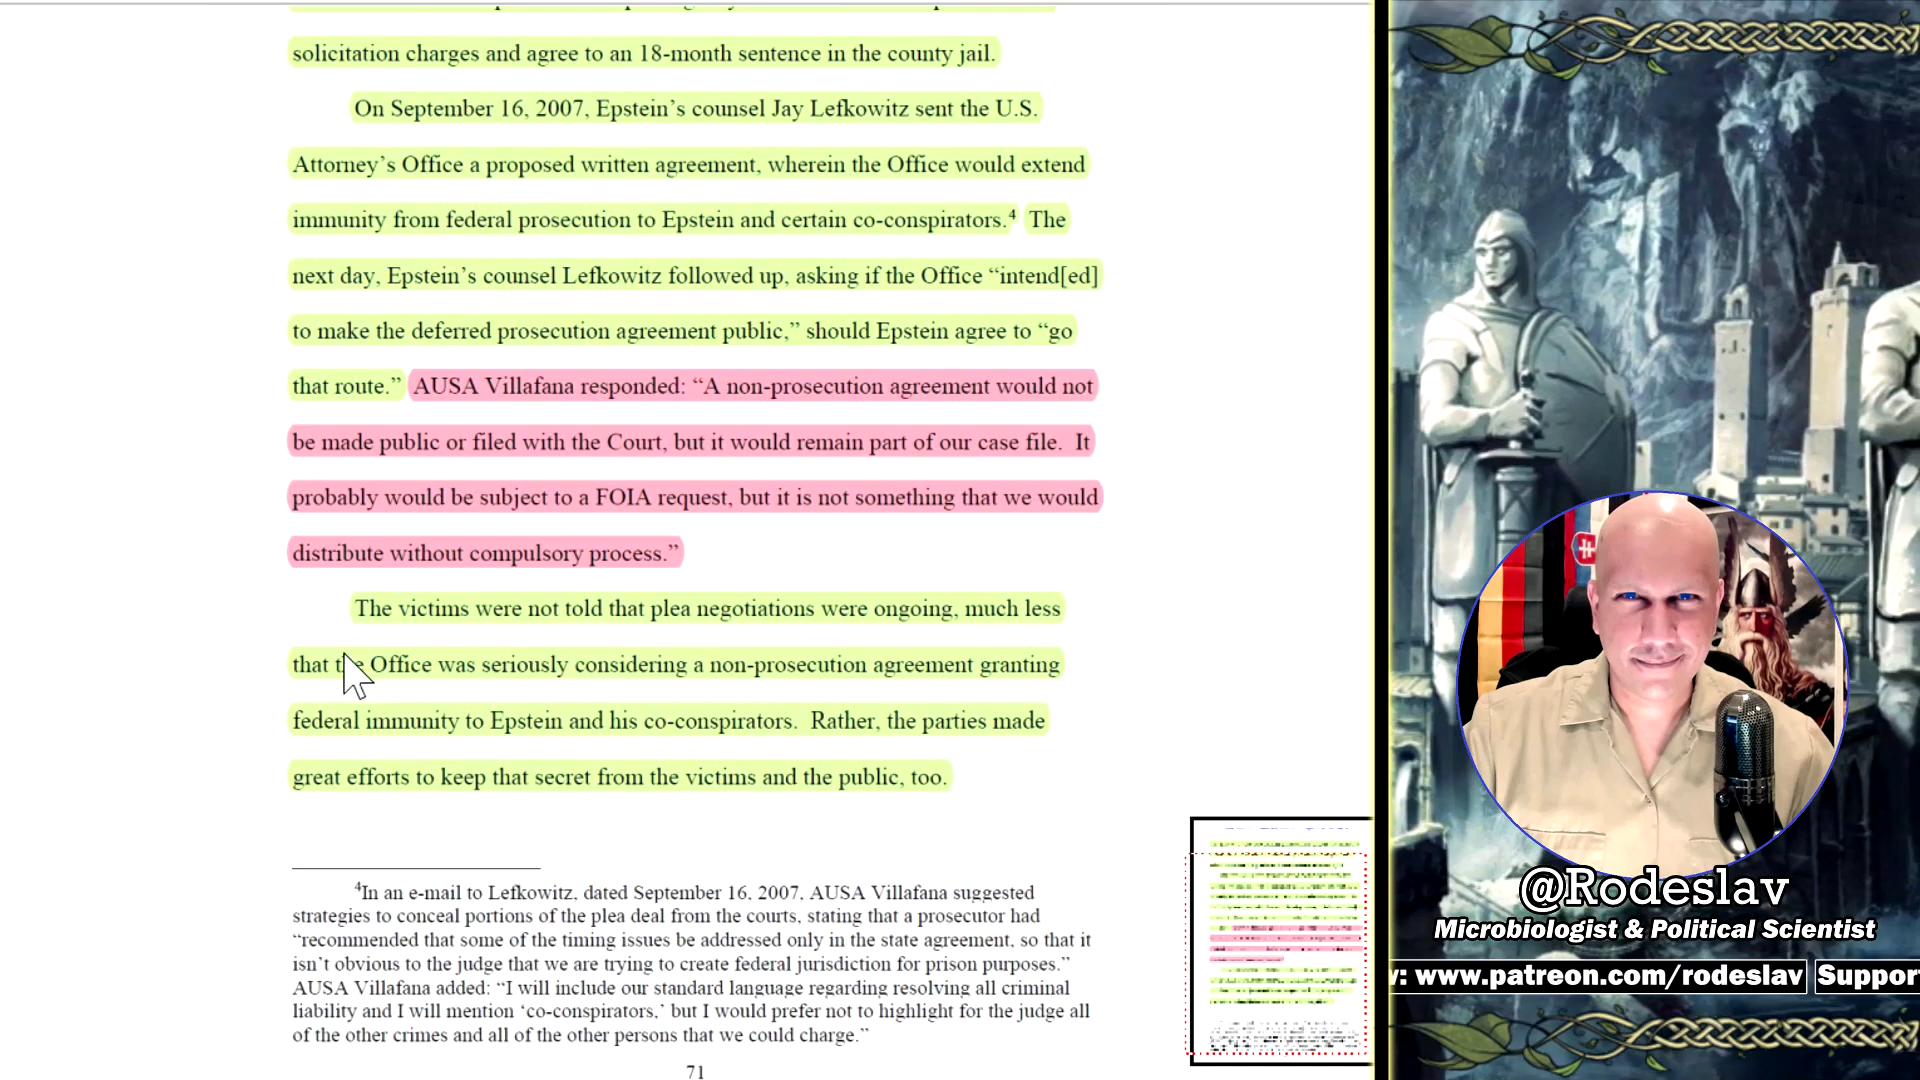 solicitation charges and agree to an 18-month sentence in the county jail.
On September 16, 2007, Epstein’s counsel Jay Lefkowitz sent the U.S.
Attorney’s Office a proposed written agreement, wherein the Office would extend
immunity from federal prosecution to Epstein and certain co-conspirators.4 The
next day, Epstein’s counsel Lefkowitz followed up, asking if the Office “intend[ed]
to make the deferred prosecution agreement public,” should Epstein agree to “go
that route.” AUSA Villafana responded: “A non-prosecution agreement would not
be made public or filed with the Court, but it would remain part of our case file. It
probably would be subject to a FOIA request, but it is not something that we would
distribute without compulsory process.”
The victims were not told that plea negotiations were ongoing, much less
that the Office was seriously considering a non-prosecution agreement granting
federal immunity to Epstein and his co-conspirators. Rather, the parties made
great efforts to keep that secret from the victims and the public, too.
4In an e-mail to Lefkowitz, dated September 16, 2007, AUSA Villafana suggested
strategies to conceal portions of the plea deal from the courts, stating that a prosecutor had
“recommended that some of the timing issues be addressed only in the state agreement, so that it
isn’t obvious to the judge that we are trying to create federal jurisdiction for prison purposes.”
AUSA Villafana added: “I will include our standard language regarding resolving all criminal
liability and I will mention ‘co-conspirators,’ but I would prefer not to highlight for the judge all
of the other crimes and all of the other persons that we could charge.”
71
@Rodeslav
Microbiologist & Political Scientist
: www.patreon.com/rodeslav Suppor